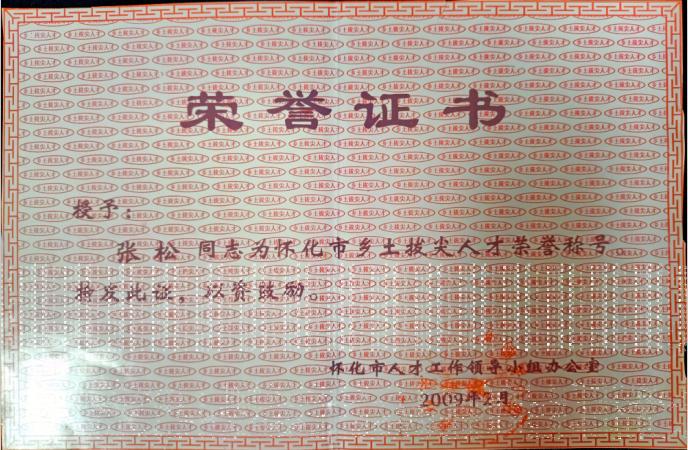 荣誉证书
授予：
张松 同志为怀化市乡土拔尖人才荣誉称号。
特发此证，以资鼓励。
怀化市人才工作领导小组办公室
2009年2月